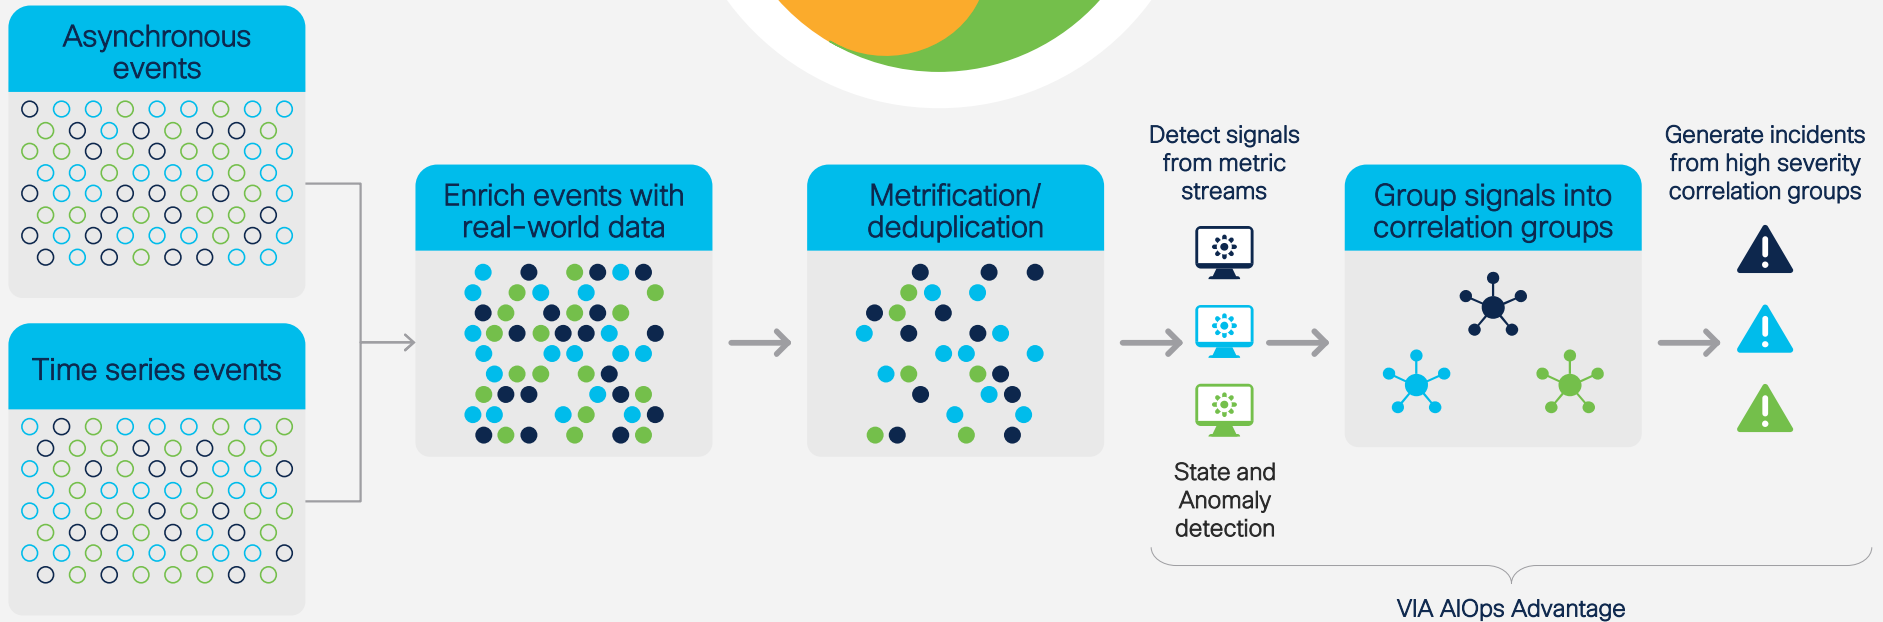 Asynchronous
events
Time series events
Enrich events with
real-world data
Metrification/
deduplication
Detect signals
from metric
streams
State and
Anomaly
detection
Group signals into
correlation groups
Generate incidents
from high severity
correlation groups
VIA AIOps Advantage